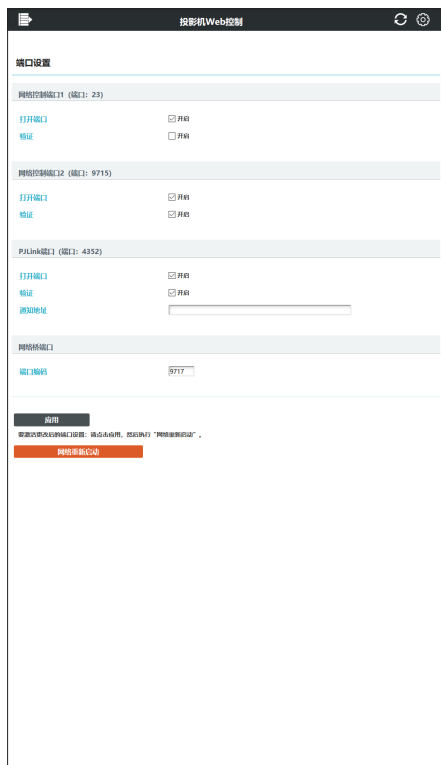 投影机Web控制
端口设置
网络控制端口1（端口：23）
打开端口 开启
验证 开启
网络控制端口2（端口：9715）
打开端口 开启
验证 开启
PJLink端口（端口：4352）
打开端口 开启
验证 开启
通知地址
网络桥端口
端口编码 9717
应用
要激活更改后的端口设置：请点击应用，然后执行“网络重新启动”。
网络重新启动